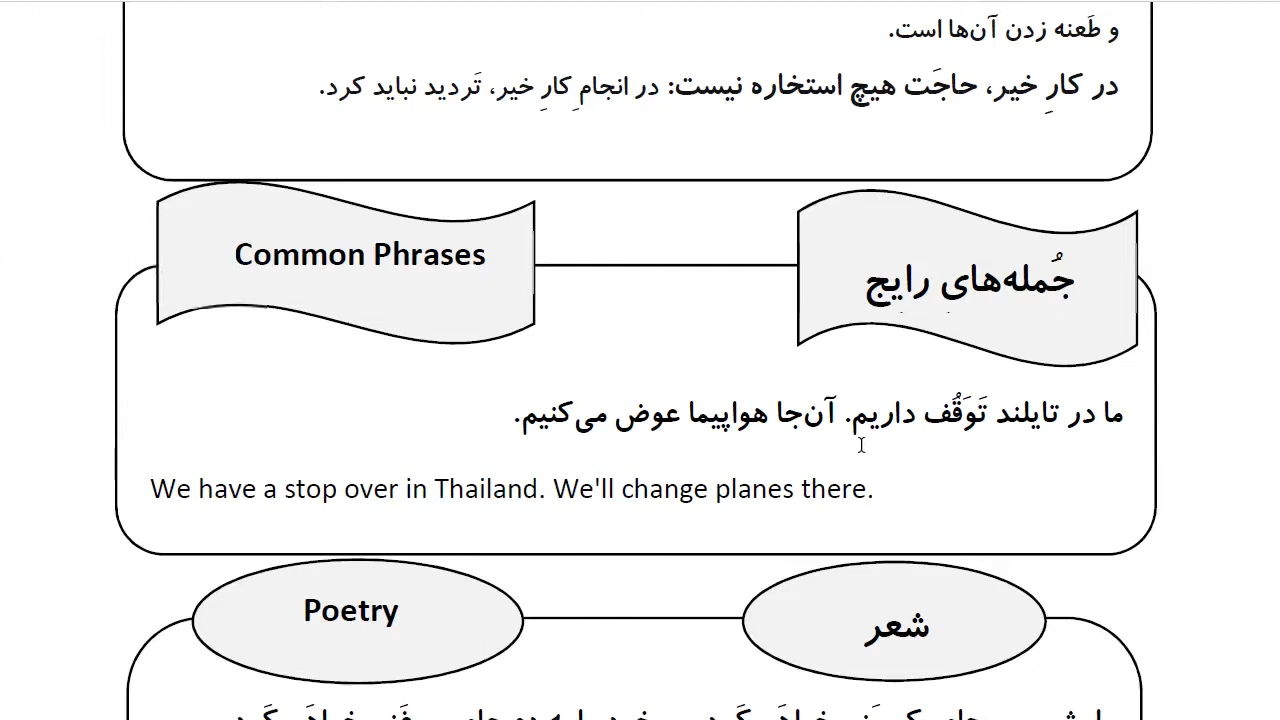 و طَعنه زدن آن‌ها است.
در کارِ خیر، حاجَت هیچ استخاره نیست: در انجامِ کارِ خیر، تَردید نباید کرد.
Common Phrases
جُمله‌های رایج
ما در تایلند تَوَقُّف داریم. آن‌جا هواپیما عوض می‌کنیم.
We have a stop over in Thailand. We'll change planes there.
Poetry
شعر